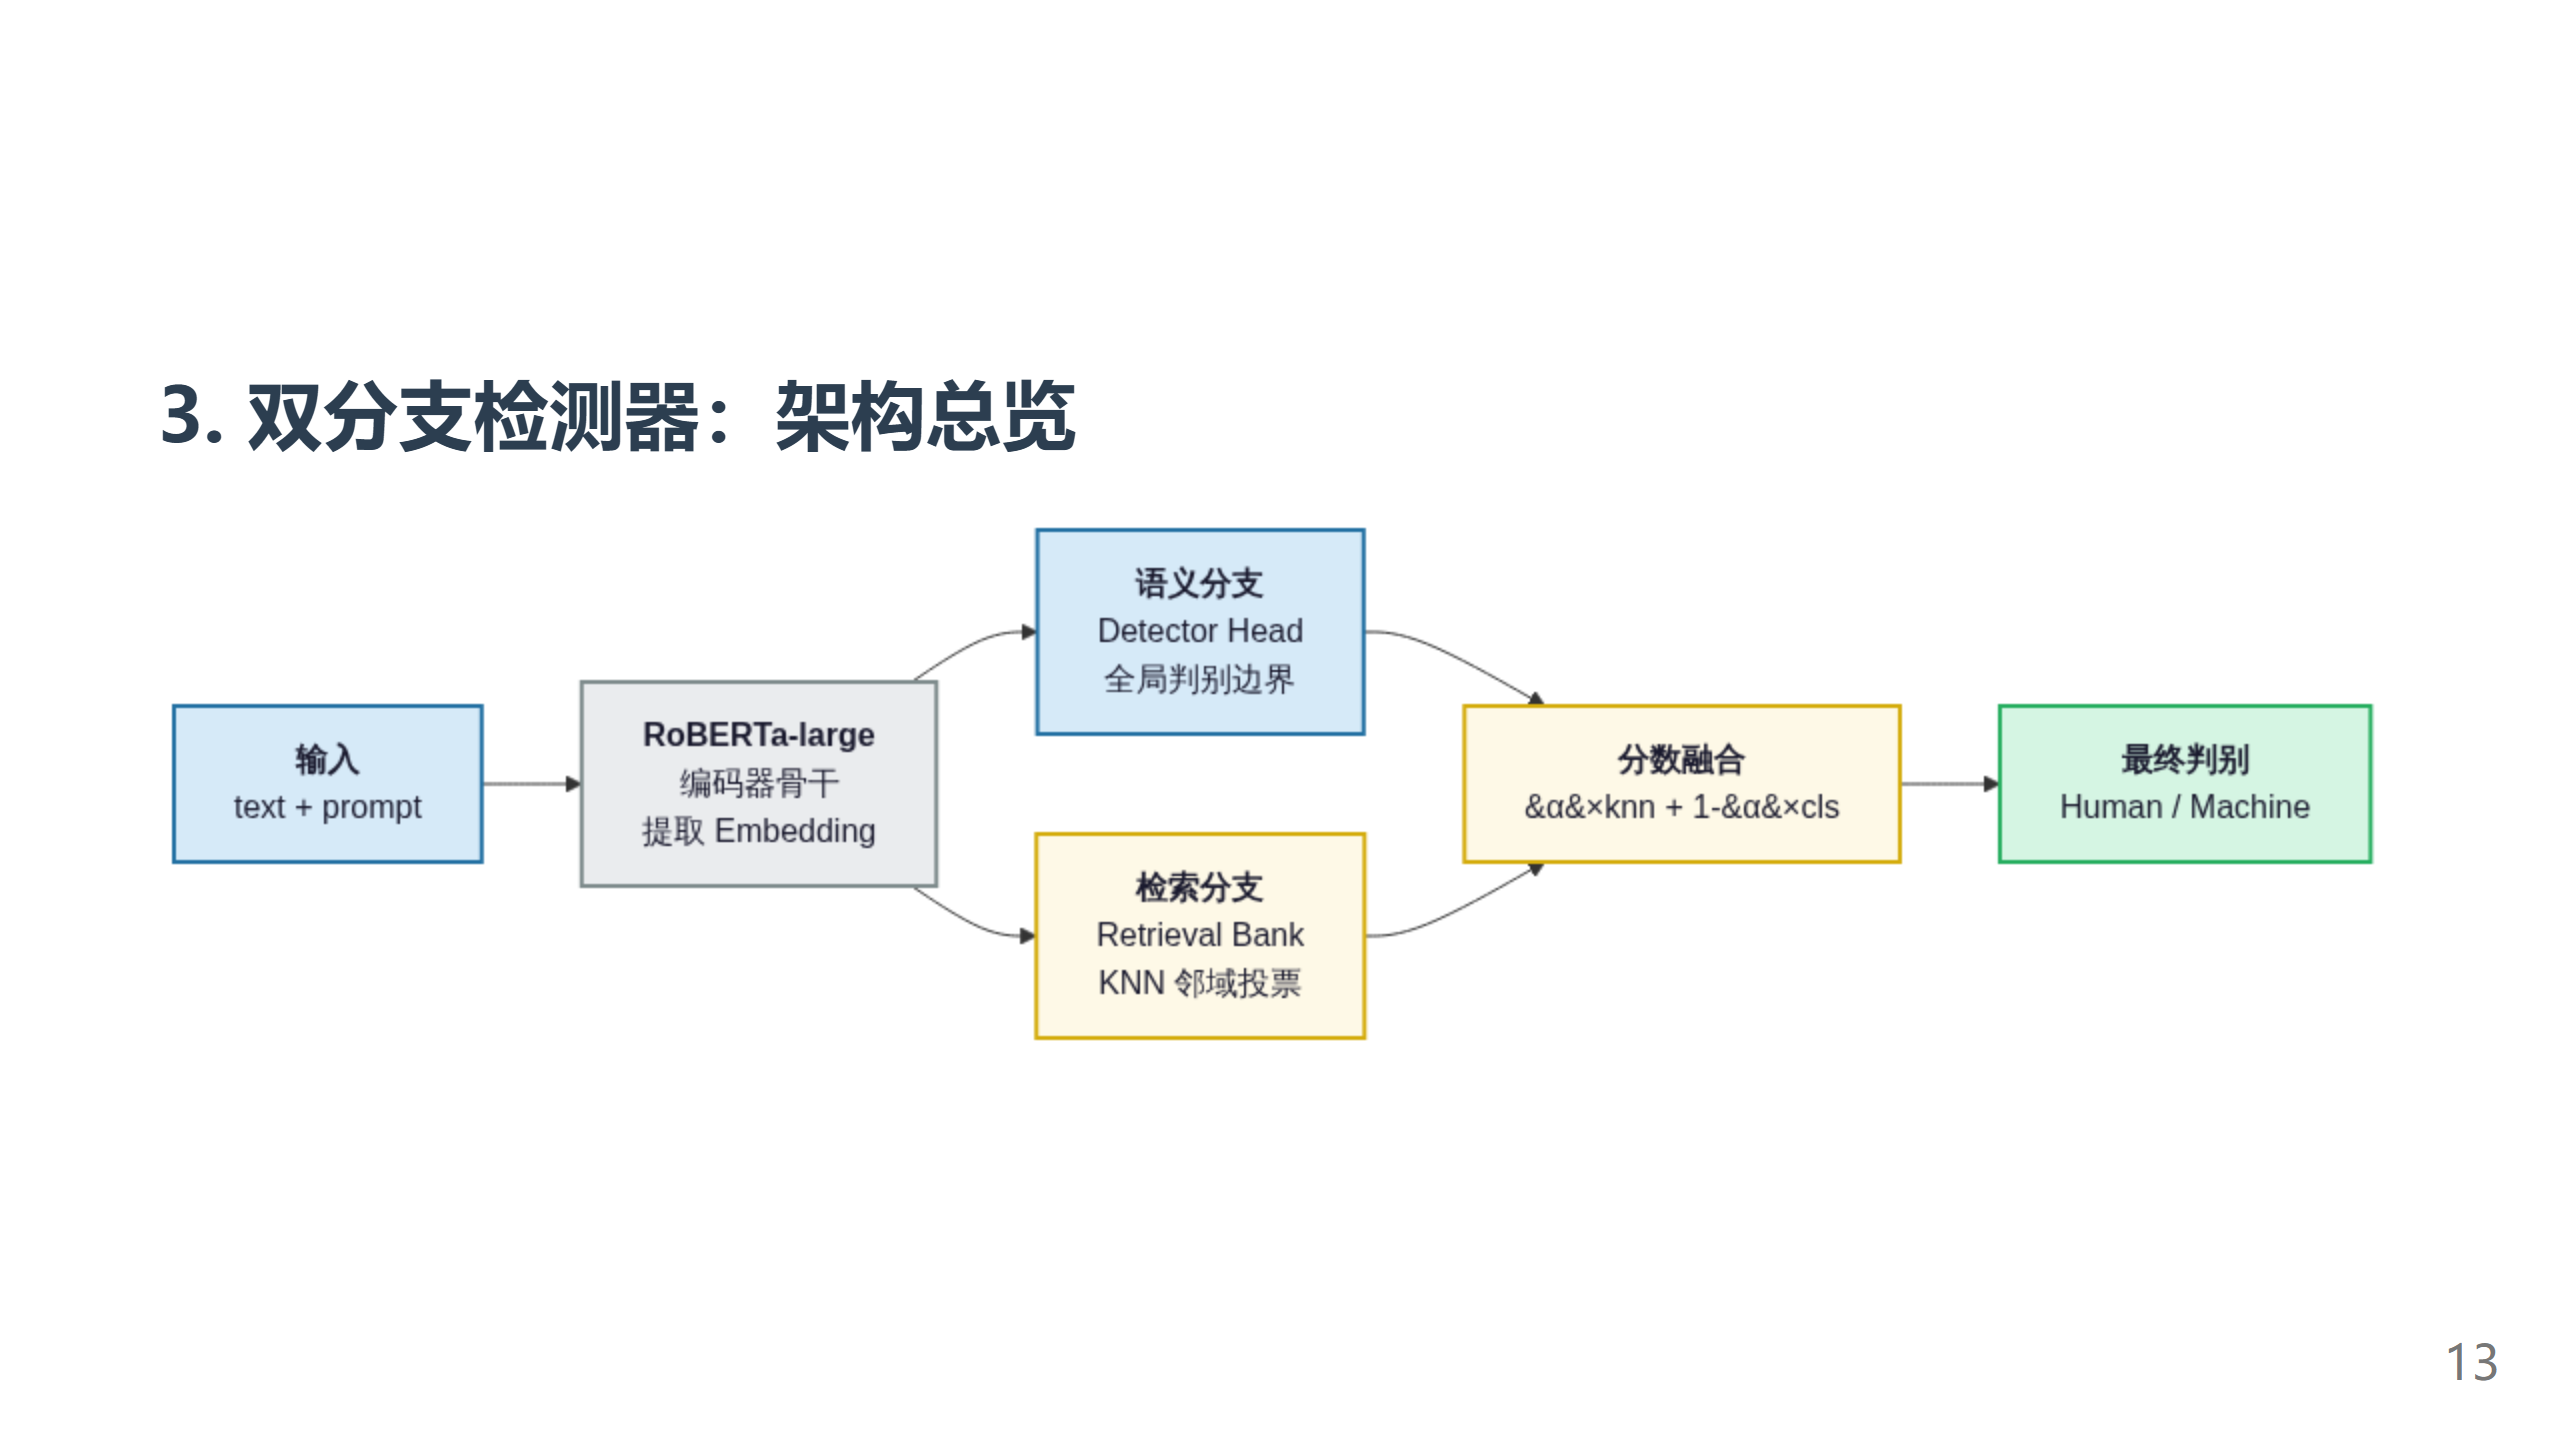 3. 双分支检测器：架构总览
输入
text + prompt
RoBERTa-large
编码器骨干
提取 Embedding
语义分支
Detector Head
全局判别边界
检索分支
Retrieval Bank
KNN 邻域投票
分数融合
&α&×knn + 1-&α&×cls
最终判别
Human / Machine
13